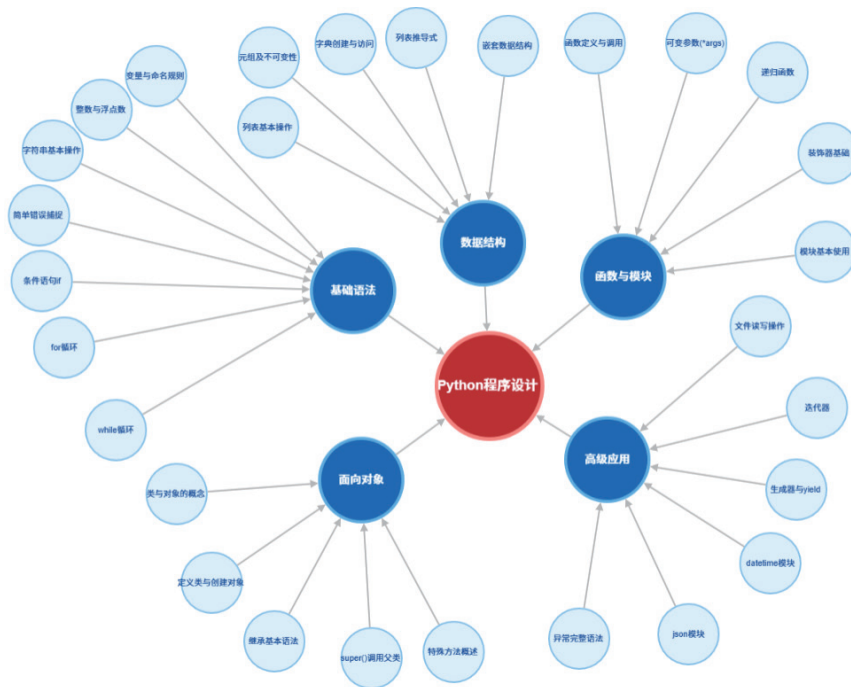 列表推导式
字典创建与访问
嵌套数据结构
函数定义与调用
可变参数(*args)
元组及不可变性
递归函数
变量与命名规则
整数与浮点数
列表基本操作
字符串基本操作
装饰器基础
简单错误捕捉
数据结构
模块基本使用
函数与模块
条件语句if
基础语法
文件读写操作
for循环
Python程序设计
迭代器
while循环
高级应用
面向对象
生成器与yield
类与对象的概念
datetime模块
定义类与创建对象
json模块
异常完整语法
继承基本语法
特殊方法概述
super()调用父类